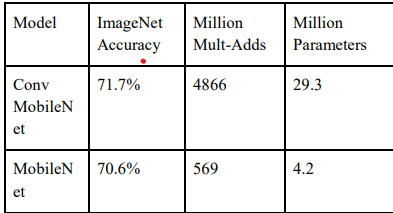 Model ImageNet Million Million
Accuracy Mult-Adds Parameters
Conv 71.7% 4866 29.3
MobileN
et
MobileN 70.6% 569 4.2
et